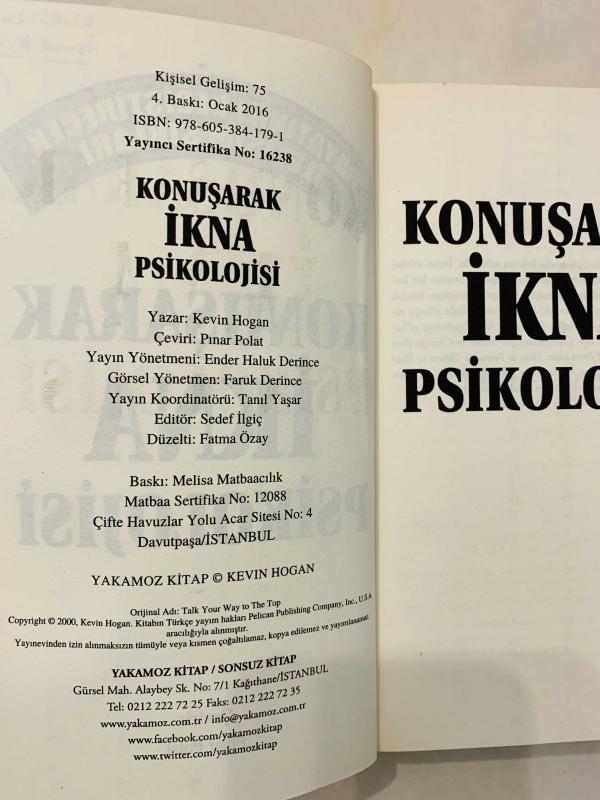 Kişisel Gelişim: 75
4. Baskı: Ocak 2016
ISBN: 978-605-384-179-1
Yayıncı Sertifika No: 16238
KONUŞARAK
İKNA
PSİKOLOJİSİ
Yazar: Kevin Hogan
Çeviri: Pınar Polat
Yayın Yönetmeni: Ender Haluk Derince
Görsel Yönetmen: Faruk Derince
Yayın Koordinatörü: Tanıl Yaşar
Editör: Sedef İlgiç
Düzelti: Fatma Özay
Baskı: Melisa Matbaacılık
Matbaa Sertifika No: 12088
Çifte Havuzlar Yolu Acar Sitesi No: 4
Davutpaşa/İSTANBUL
YAKAMOZ KİTAP © KEVIN HOGAN
Orijinal Adı: Talk Your Way to The Top
Copyright © 2000, Kevin Hogan. Kitabın Türkçe yayım hakları Pelican Publishing Company, Inc., U.S.A
aracılığıyla alınmıştır.
Yayınevinden izin alınmaksızın tümüyle veya kısmen çoğaltılamaz, kopya edilemez ve yayımlanamaz.
YAKAMOZ KİTAP / SONSUZ KİTAP
Gürsel Mah. Alaybey Sk. No: 7/1 Kağıthane/İSTANBUL
Tel: 0212 222 72 25 Faks: 0212 222 72 35
www.yakamoz.com.tr / info@yakamoz.com.tr
www.facebook.com/yakamozkitap
www.twitter.com/yakamozkitap
KONUŞA
İKN
PSİKOLO